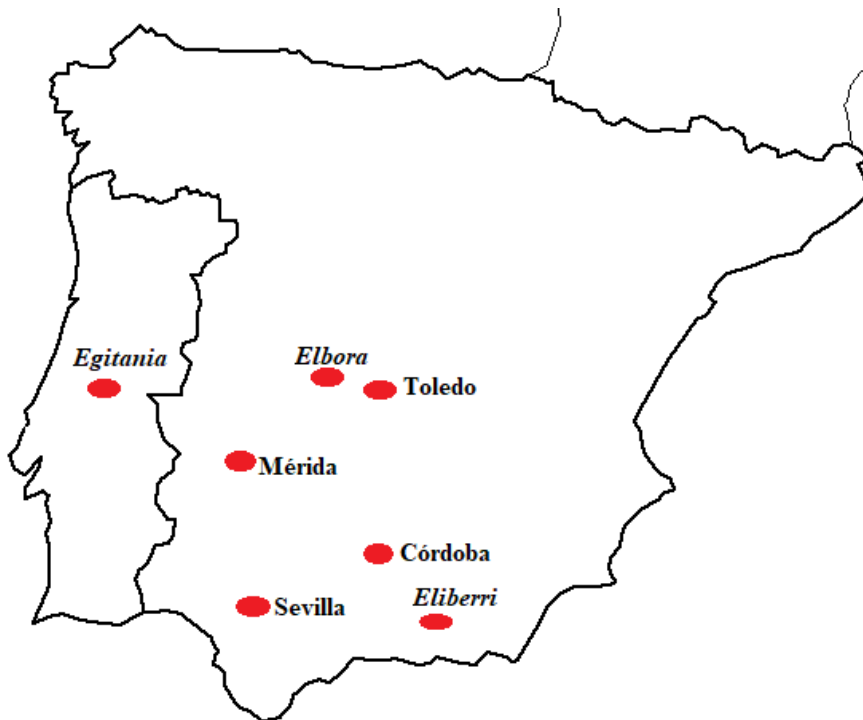 Egitania
Elbora
Toledo
Mérida
Córdoba
Sevilla
Eliberri